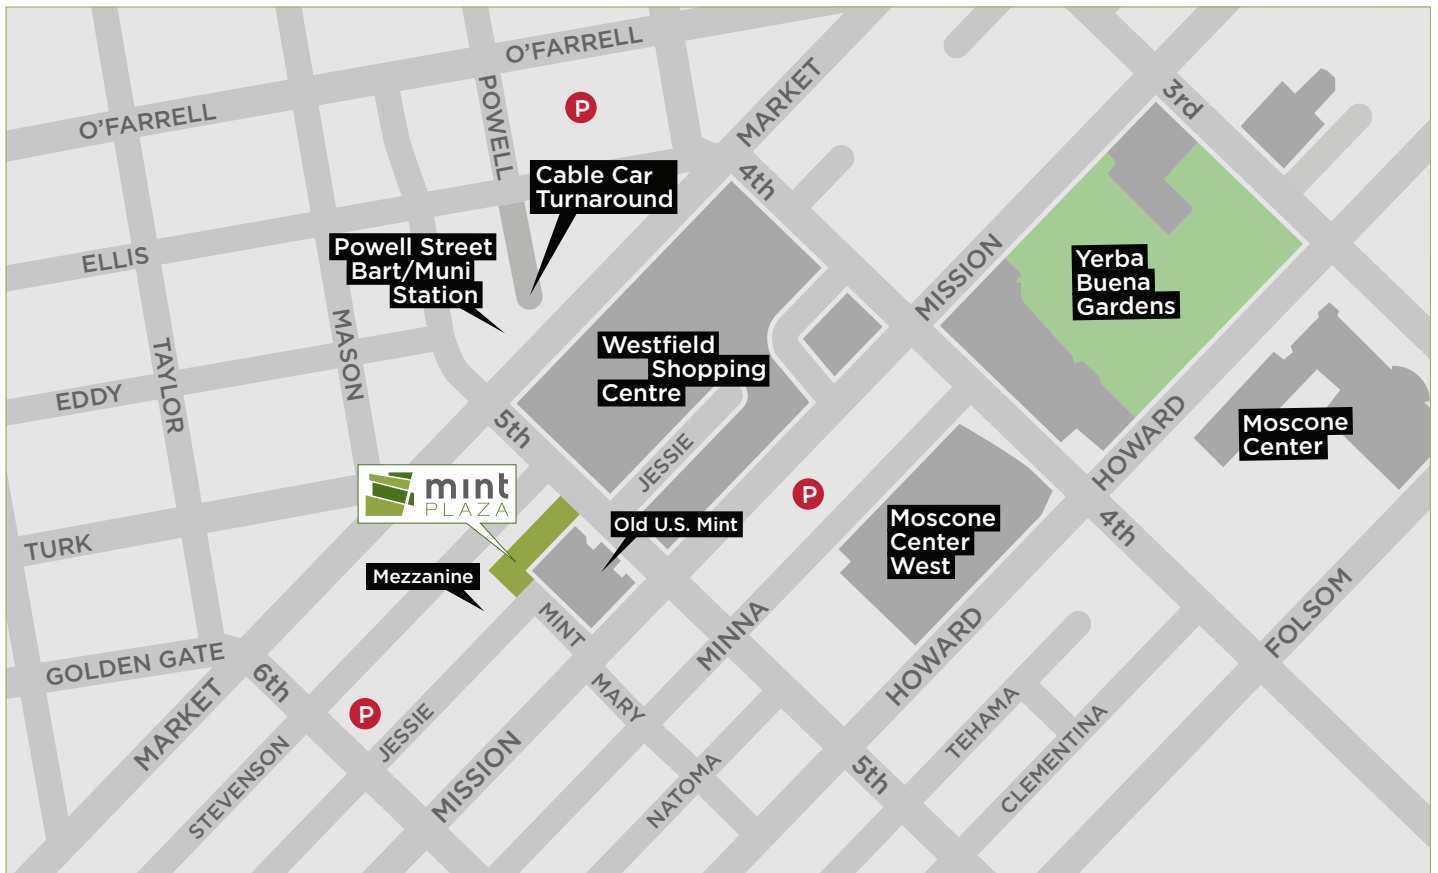 O'FARRELL
O'FARRELL
POWELL
P
MARKET
3rd
4th
Cable Car
Turnaround
ELLIS
Powell Street
Bart/Muni
Station
MISSION
Yerba
Buena
Gardens
TAYLOR
MASON
EDDY
Westfield
Shopping
Centre
5th
JESSIE
HOWARD
Moscone
Center
mint
PLAZA
P
Old U.S. Mint
Moscone
Center
West
4th
TURK
Mezzanine
MINT
MINNA
FOLSOM
GOLDEN GATE
6th
MARKET
P
JESSIE
MARY
HOWARD
STEVENSON
MISSION
NATOMA
5th
TEHAMA
CLEMENTINA